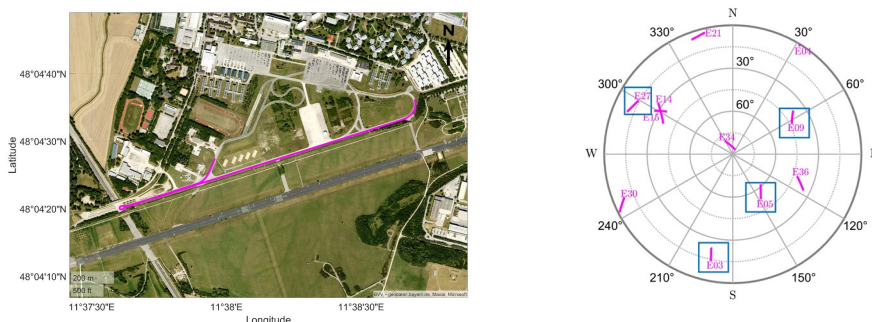 N
48°04'40"N
48°04'30"N
48°04'20"N
48°04'10"N
Latitude
200 m
500 ft
11°37'30"E
11°38'E
11°38'30"E
Longitude
N
330°
30°
300°
60°
W
240°
120°
210°
150°
S
30°
60°
E21
E04
E27
E14
E15
E09
E34
E36
E05
E30
E03